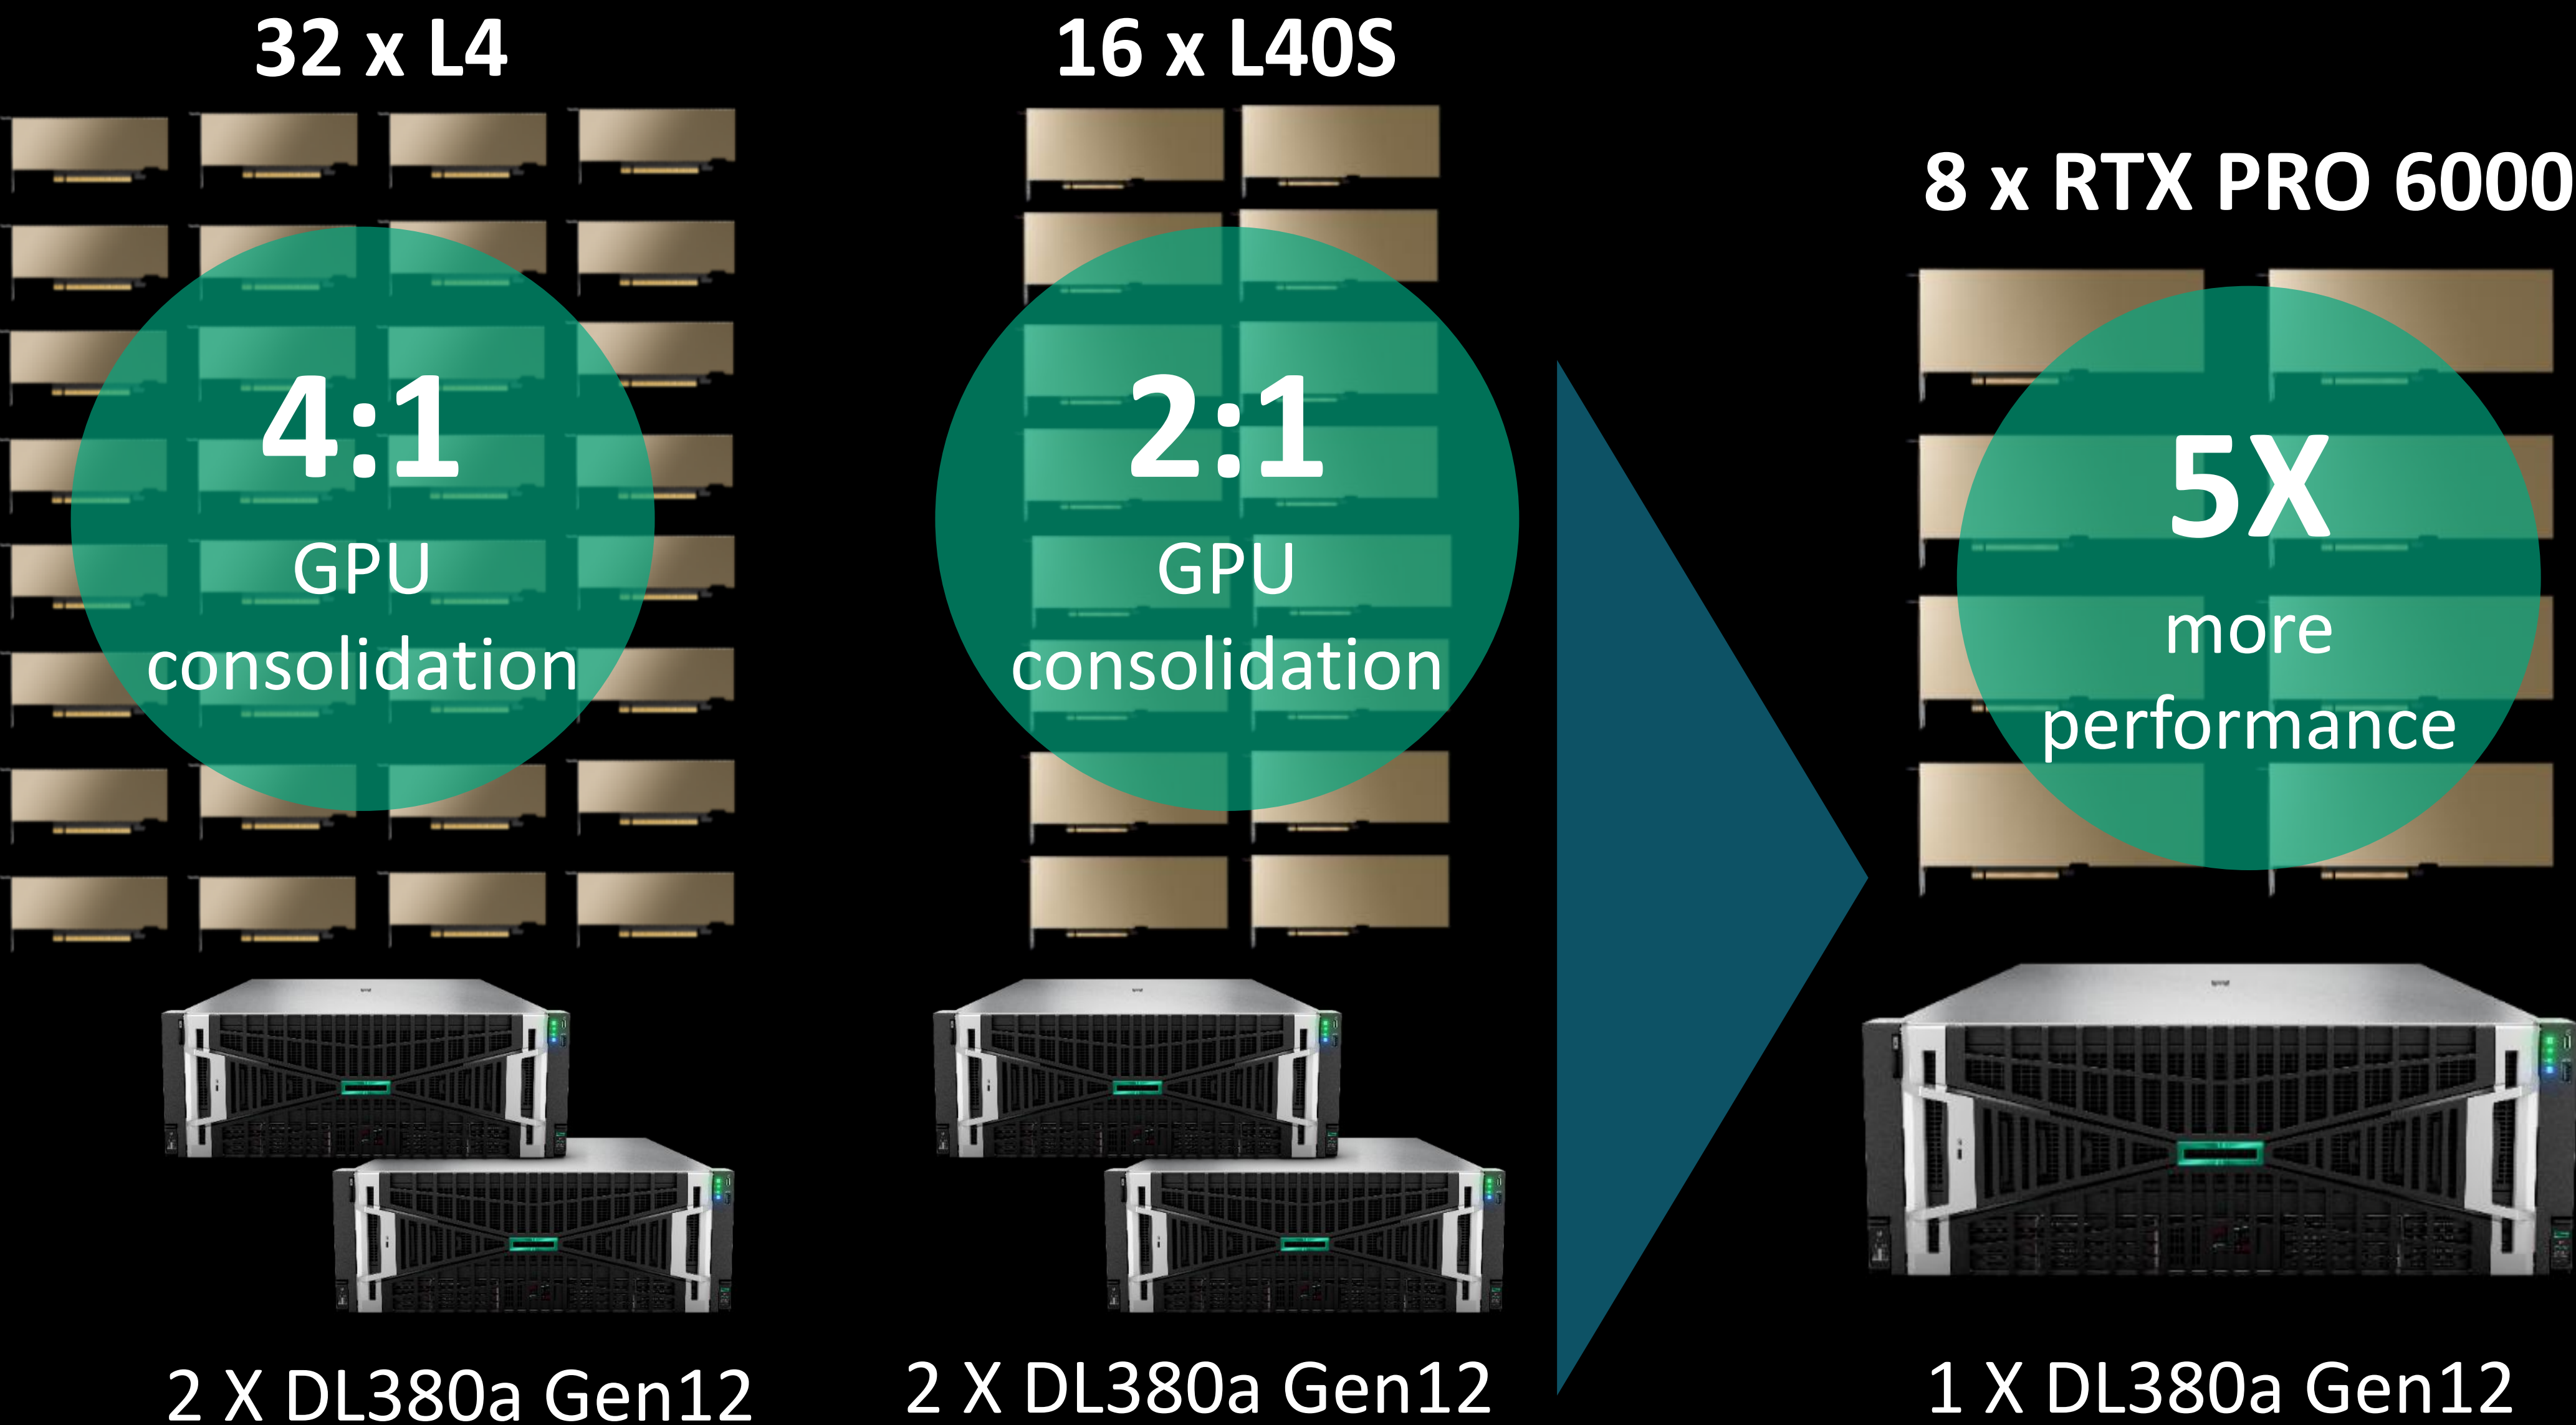 32 x L4
4:1
GPU
consolidation
2 X DL380a Gen12
16 x L40S
2:1
GPU
consolidation
2 X DL380a Gen12
8 x RTX PRO 6000
5X
more
performance
1 X DL380a Gen12